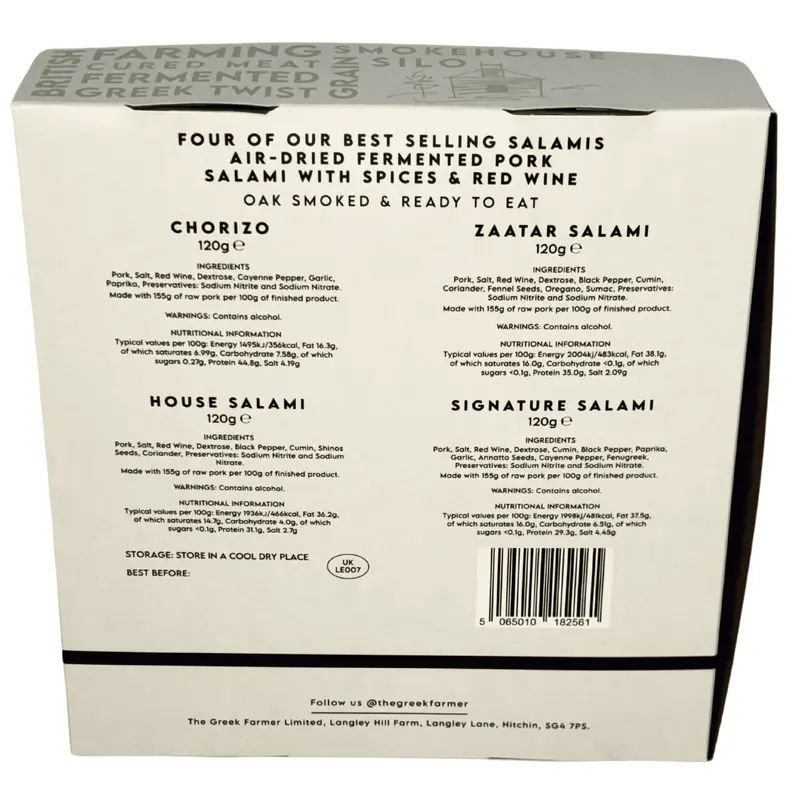 BRITISH
FARMING
CURED MEAT
FERMENTED
GREEK TWIST
GRAIN
SMOKEHOUSE
SILO
FOUR OF OUR BEST SELLING SALAMIS
AIR-DRIED FERMENTED PORK
SALAMI WITH SPICES & RED WINE
OAK SMOKED & READY TO EAT
CHORIZO
120g ℮
INGREDIENTS
Pork, Salt, Red Wine, Dextrose, Cayenne Pepper, Garlic,
Paprika, Preservatives: Sodium Nitrite and Sodium Nitrate.
Made with 155g of raw pork per 100g of finished product.
WARNINGS: Contains alcohol.
NUTRITIONAL INFORMATION
Typical values per 100g: Energy 1495kJ/356kcal, Fat 16.3g,
of which saturates 6.99g, Carbohydrate 7.58g, of which
sugars 0.27g, Protein 44.8g, Salt 4.19g
ZAATAR SALAMI
120g ℮
INGREDIENTS
Pork, Salt, Red Wine, Dextrose, Black Pepper, Cumin,
Coriander, Fennel Seeds, Oregano, Sumac, Preservatives:
Sodium Nitrite and Sodium Nitrate.
Made with 155g of raw pork per 100g of finished product.
WARNINGS: Contains alcohol.
NUTRITIONAL INFORMATION
Typical values per 100g: Energy 2004kj/483kcal, Fat 38.1g,
of which saturates 16.0g, Carbohydrate <0.1g, of which
sugars <0.1g, Protein 35.0g, Salt 2.09g
HOUSE SALAMI
120g ℮
INGREDIENTS
Pork, Salt, Red Wine, Dextrose, Black Pepper, Cumin, Shinos
Seeds, Coriander, Preservatives: Sodium Nitrite and Sodium
Nitrate.
Made with 155g of raw pork per 100g of finished product.
WARNINGS: Contains alcohol.
NUTRITIONAL INFORMATION
Typical values per 100g: Energy 1936kJ/466kcal, Fat 36.2g,
of which saturates 14.7g, Carbohydrate 4.0g, of which
sugars <0.1g, Protein 31.1g, Salt 2.7g
SIGNATURE SALAMI
120g ℮
INGREDIENTS
Pork, Salt, Red Wine, Dextrose, Cumin, Black Pepper, Paprika,
Garlic, Annatto Seeds, Cayenne Pepper, Fenugreek,
Preservatives: Sodium Nitrite and Sodium Nitrate.
Made with 155g of raw pork per 100g of finished product.
WARNINGS: Contains alcohol.
NUTRITIONAL INFORMATION
Typical values per 100g: Energy 1998kj/481kcal, Fat 37.5g,
of which saturates 16.0g, Carbohydrate 6.51g, of which
sugars <0.1g, Protein 29.3g, Salt 4.45g
STORAGE: STORE IN A COOL DRY PLACE
BEST BEFORE:
UK
LE007
5 065010 182561
Follow us @thegreekfarmer
The Greek Farmer Limited, Langley Hill Farm, Langley Lane, Hitchin, SG4 7PS.